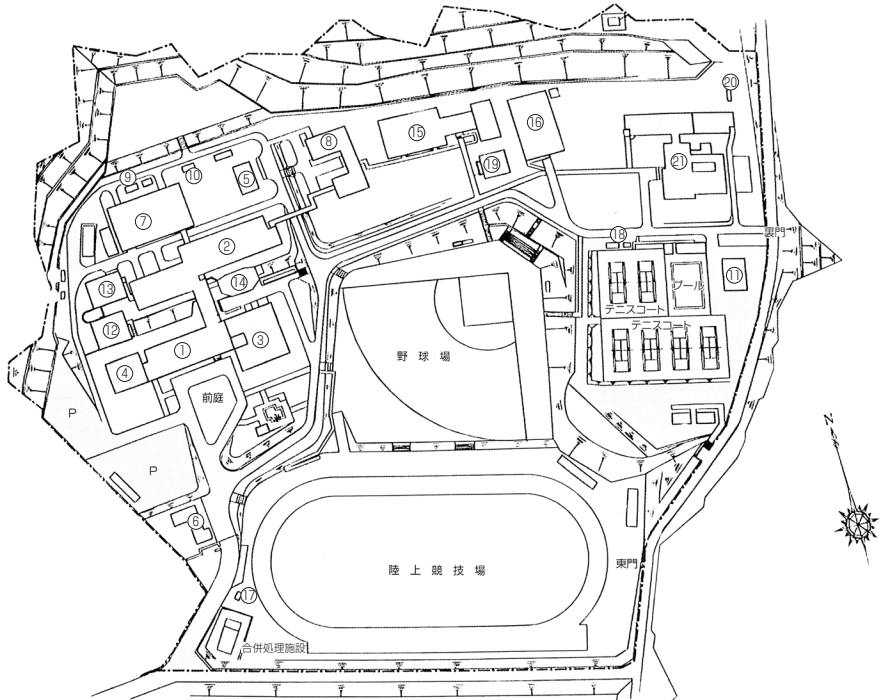 ⑳
⑧
⑮
⑯
⑲
㉑
⑨
⑩
⑤
⑦
②
⑱
裏門
⑪
⑬
⑭
プール
テニスコート
テニスコート
⑫
①
③
④
野球場
前庭
P
P
N
⑥
陸上競技場
東門
⑰
合併処理施設